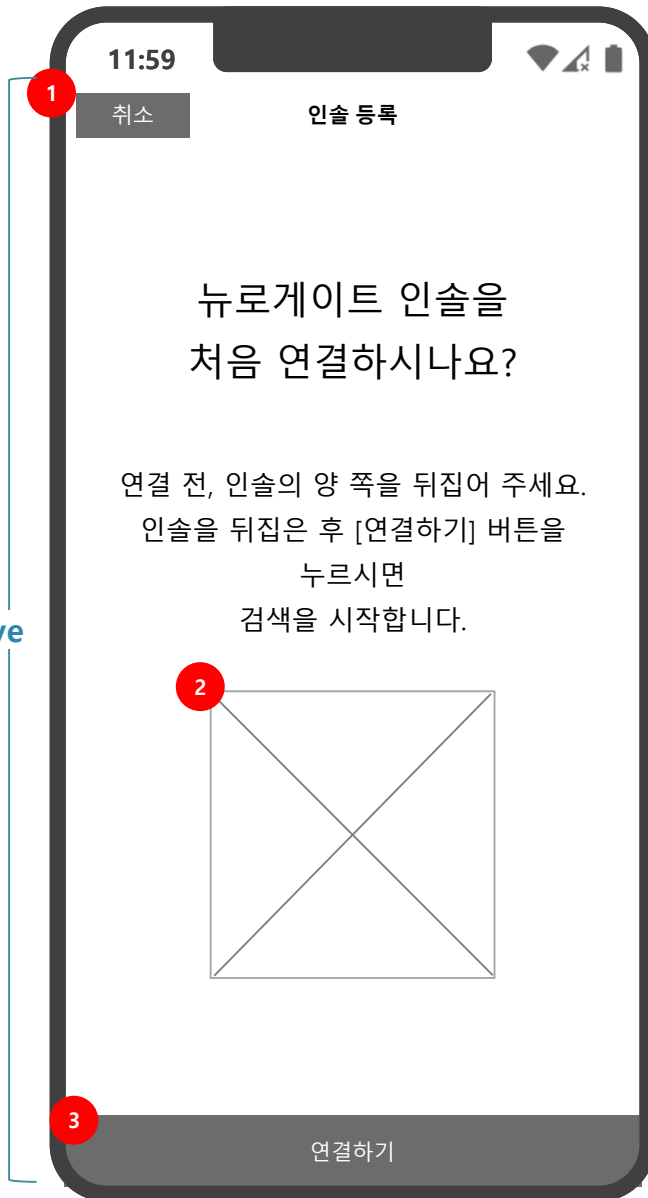 11:59
1
취소
인솔 등록
뉴로게이트 인솔을
처음 연결하시나요?
연결 전, 인솔의 양 쪽을 뒤집어 주세요.
인솔을 뒤집은 후 [연결하기] 버튼을
누르시면
검색을 시작합니다.
2
3
연결하기